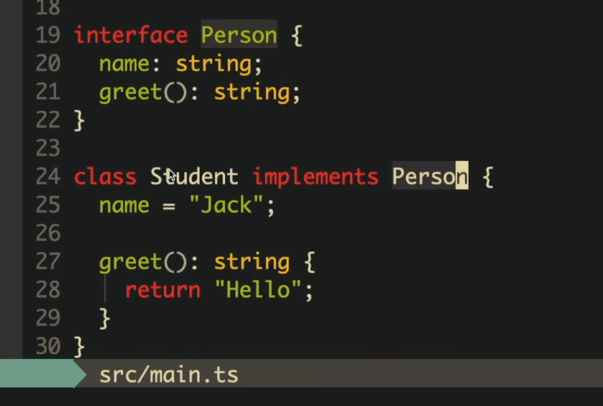 18
19 interface Person {
20   name: string;
21   greet(): string;
22 }
23
24 class Student implements Person {
25   name = "Jack";
26
27   greet(): string {
28     return "Hello";
29   }
30 }
src/main.ts